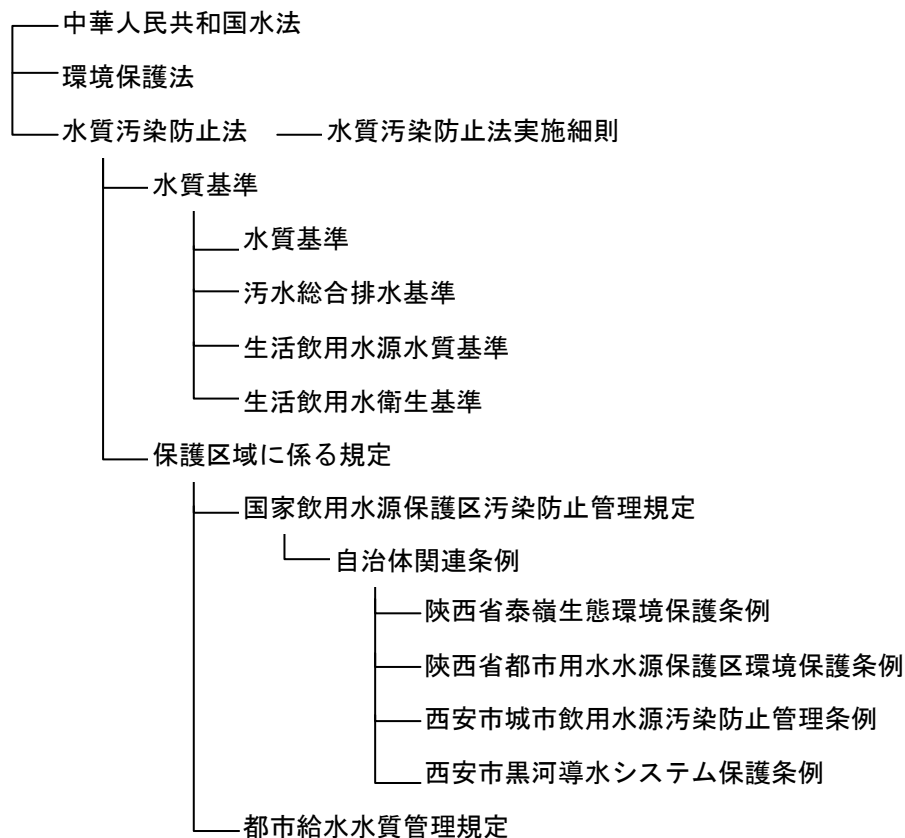 中華人民共和国水法
環境保護法
水質汚染防止法 水質汚染防止法実施細則
水質基準
水質基準
汚水総合排水基準
生活飲用水源水質基準
生活飲用水衛生基準
保護区域に係る規定
国家飲用水源保護区汚染防止管理規定
自治体関連条例
陝西省泰嶺生態環境保護条例
陝西省都市用水水源保護区環境保護条例
西安市城市飲用水源汚染防止管理条例
西安市黒河導水システム保護条例
都市給水水質管理規定